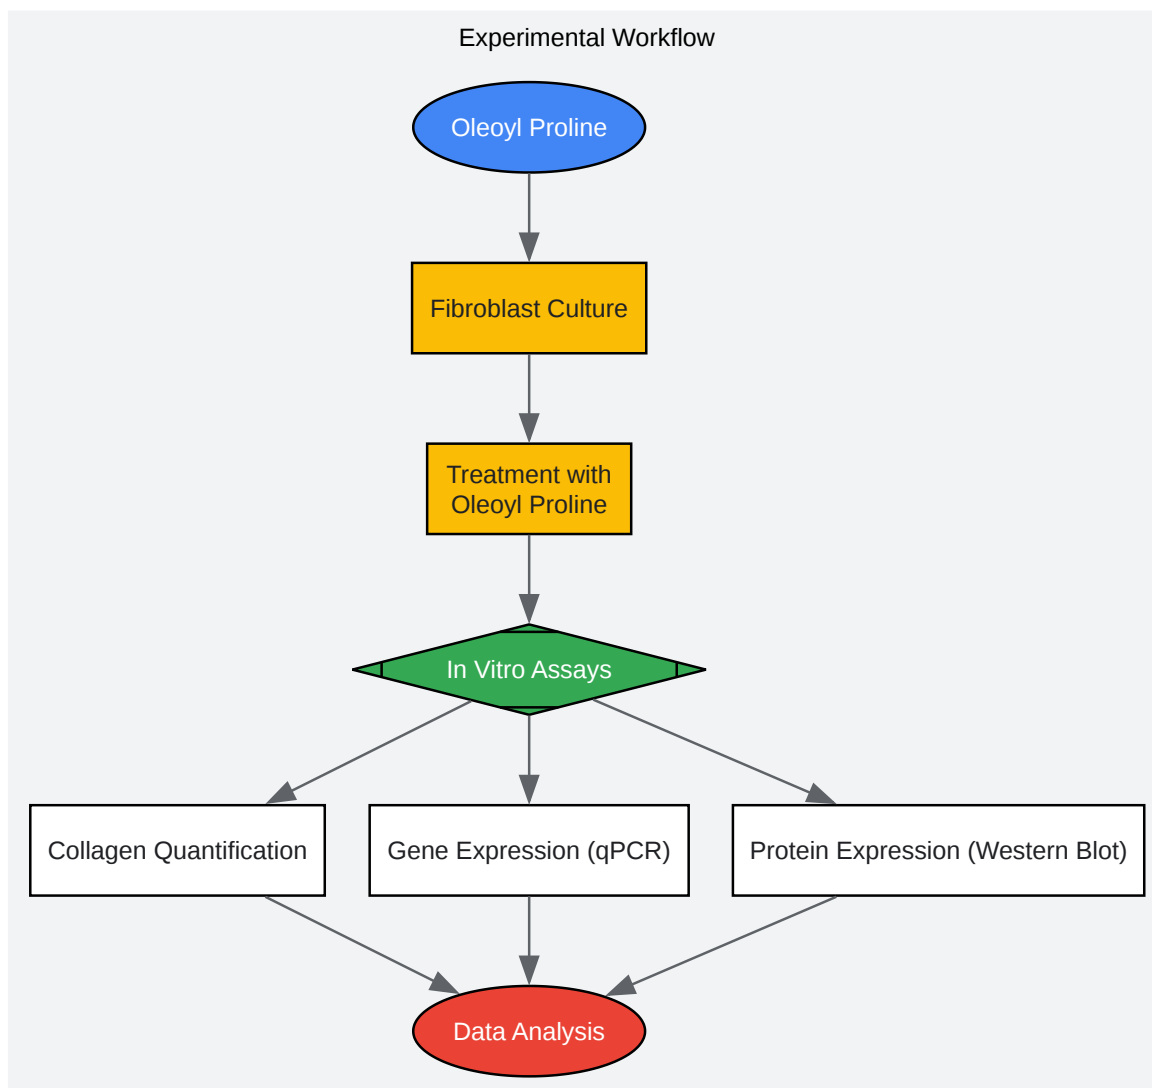 Experimental Workflow
Oleoyl Proline
Fibroblast Culture
Treatment with
Oleoyl Proline
In Vitro Assays
Collagen Quantification
Gene Expression (qPCR)
Protein Expression (Western Blot)
Data Analysis